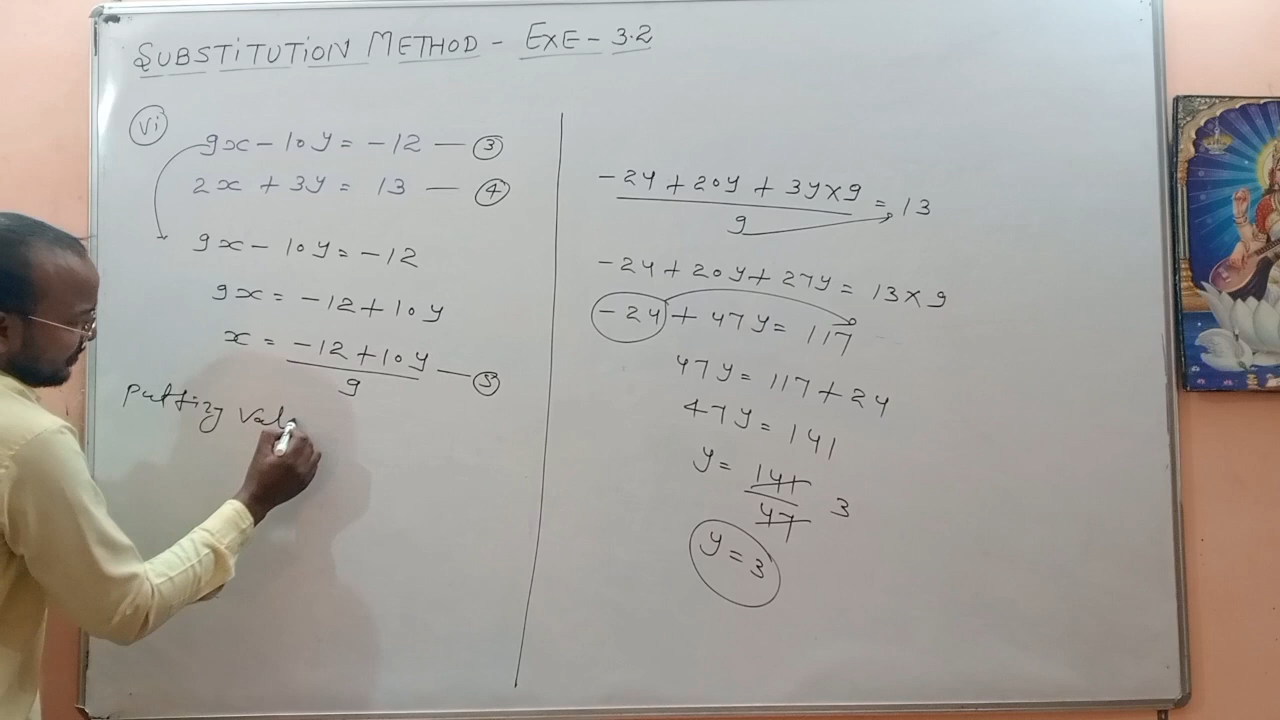 SUBSTITUTION METHOD - EXE - 3.2
vi
9x - 10y = -12 — 3
2x + 3y = 13 — 4
9x - 10y = -12
9x = -12 + 10y
x = -12 + 10y / 9 — 5
Putting Val
-24 + 20y + 3y × 9 / 9 = 13
-24 + 20y + 27y = 13 × 9
-24 + 47y = 117
47y = 117 + 24
47y = 141
y = 141 / 47 3
y = 3